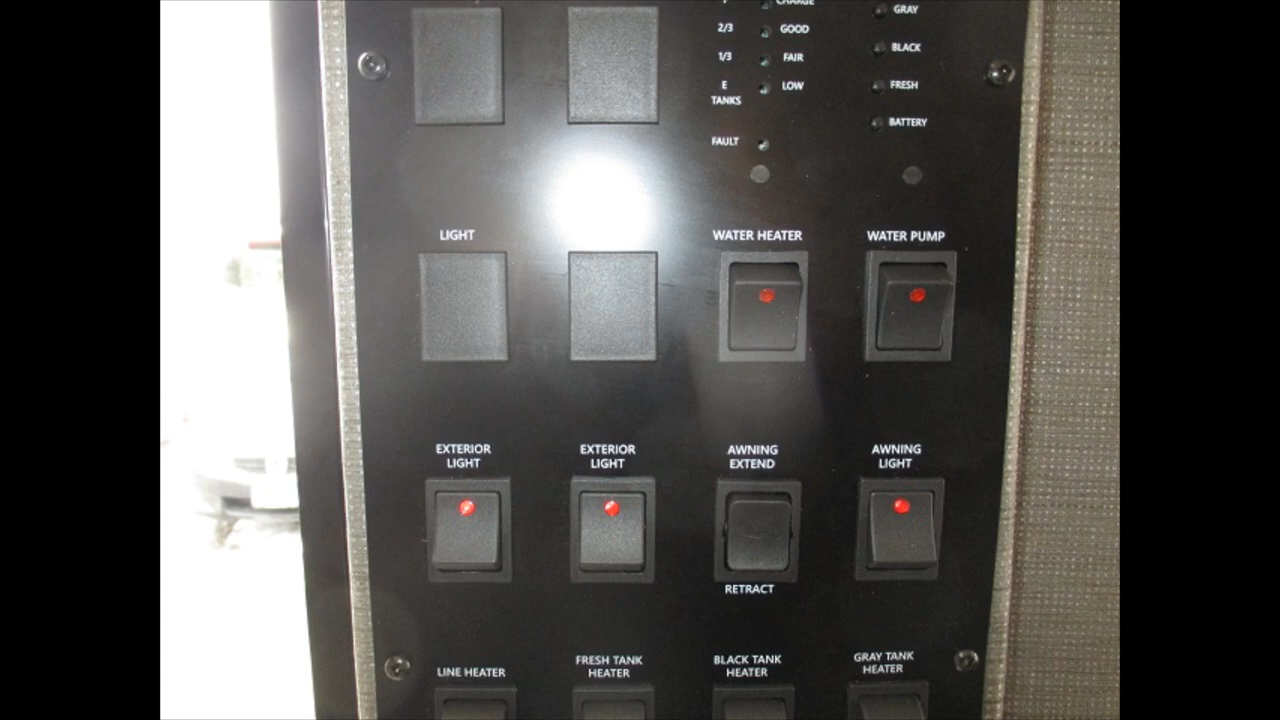 CHARGE
GRAY
2/3 GOOD
BLACK
1/3 FAIR
E LOW
FRESH
TANKS
BATTERY
FAULT
LIGHT
WATER HEATER
WATER PUMP
EXTERIOR
LIGHT
EXTERIOR
LIGHT
AWNING
EXTEND
AWNING
LIGHT
RETRACT
LINE HEATER
FRESH TANK
HEATER
BLACK TANK
HEATER
GRAY TANK
HEATER